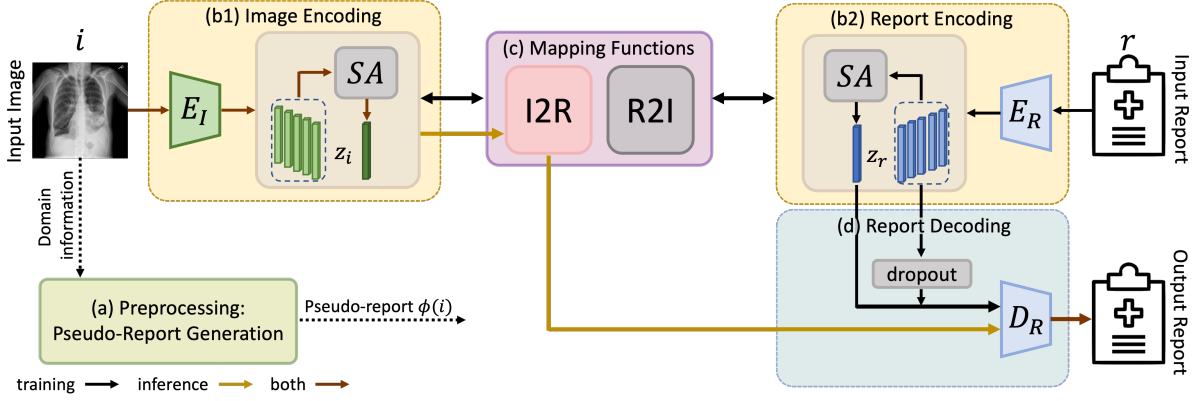 (b1) Image Encoding
(c) Mapping Functions
(b2) Report Encoding
i
Input Image
E_I
SA
z_i
I2R
R2I
SA
z_r
E_R
r
Input Report
Domain
information
(a) Preprocessing:
Pseudo-Report Generation
Pseudo-report ϕ(i)
(d) Report Decoding
dropout
D_R
Output Report
training
inference
both